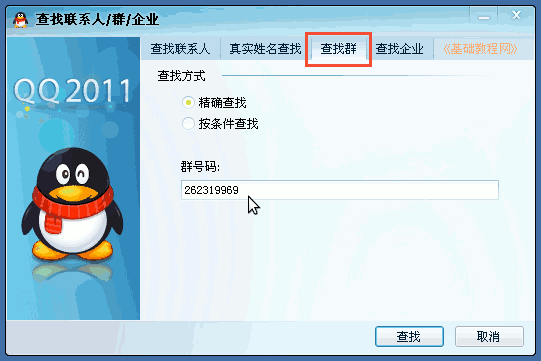 查找联系人/群/企业
查找联系人 真实姓名查找 查找群 查找企业 《基础教程网》
查找方式
QQ2011
精确查找
按条件查找
群号码:
262319969
查找 取消